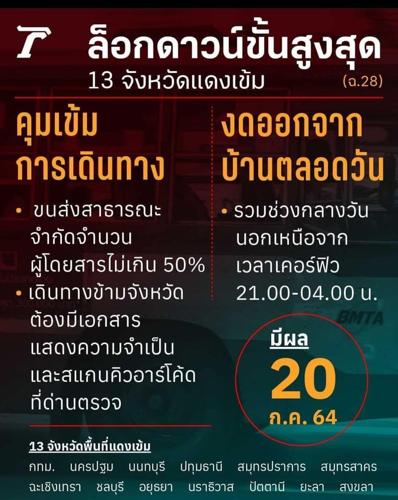 ล็อกดาวน์ขั้นสูงสุด
13 จังหวัดแดงเข้ม
(ฉ.28)
คุมเข้ม
การเดินทาง
• ขนส่งสาธารณะ
จำกัดจำนวน
ผู้โดยสารไม่เกิน 50%
• เดินทางข้ามจังหวัด
ต้องมีเอกสาร
แสดงความจำเป็น
และสแกนคิวอาร์โค้ด
ที่ด่านตรวจ
งดออกจาก
บ้านตลอดวัน
• รวมช่วงกลางวัน
นอกเหนือจาก
เวลาเคอร์ฟิว
21.00-04.00 น.
BMTA
มีผล
20
ก.ค. 64
13 จังหวัดพื้นที่แดงเข้ม
กทม. นครปฐม นนทบุรี ปทุมธานี สมุทรปราการ สมุทรสาคร
ฉะเชิงเทรา ชลบุรี อยุธยา นราธิวาส ปัตตานี ยะลา สงขลา